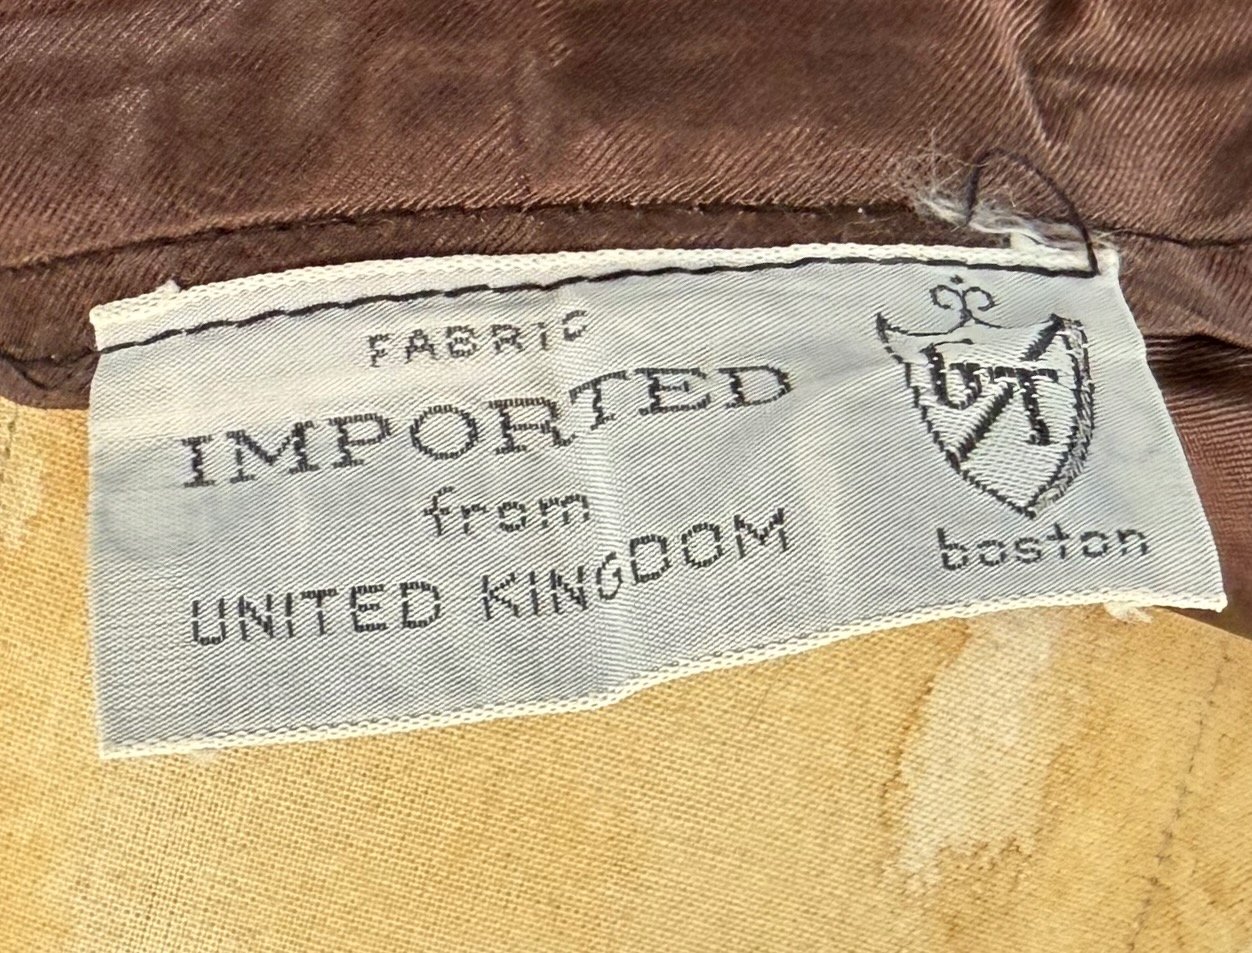 FABRIC
IMPORTED
from
UNITED KINGDOM
UT
boston